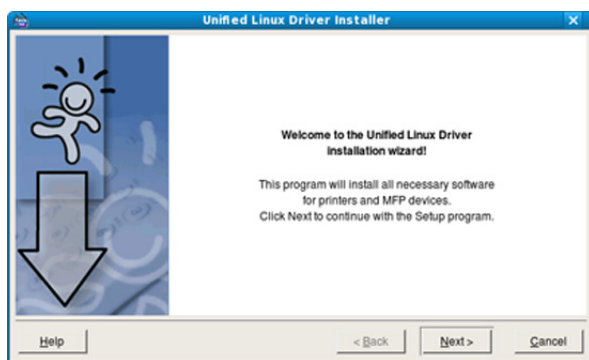 Unified Linux Driver Installer
Welcome to the Unified Linux Driver
installation wizard!
This program will install all necessary software
for printers and MFP devices.
Click Next to continue with the Setup program.
Help
< Back
Next >
Cancel